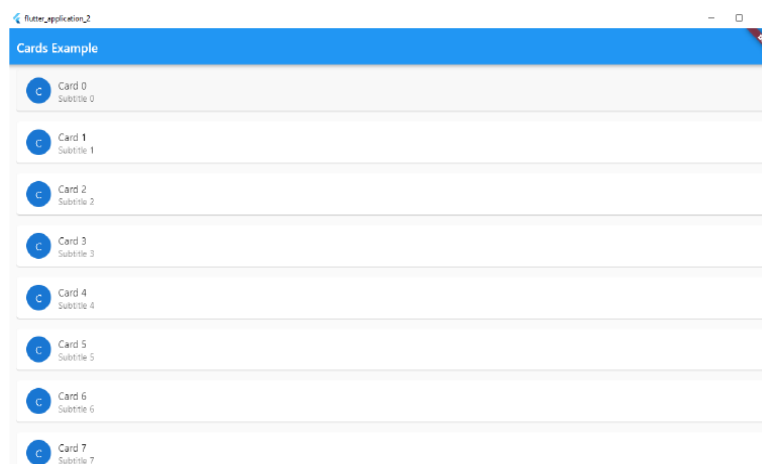 flutter_application_2
Cards Example
C
Card 0
Subtitle 0
C
Card 1
Subtitle 1
C
Card 2
Subtitle 2
C
Card 3
Subtitle 3
C
Card 4
Subtitle 4
C
Card 5
Subtitle 5
C
Card 6
Subtitle 6
C
Card 7
Subtitle 7